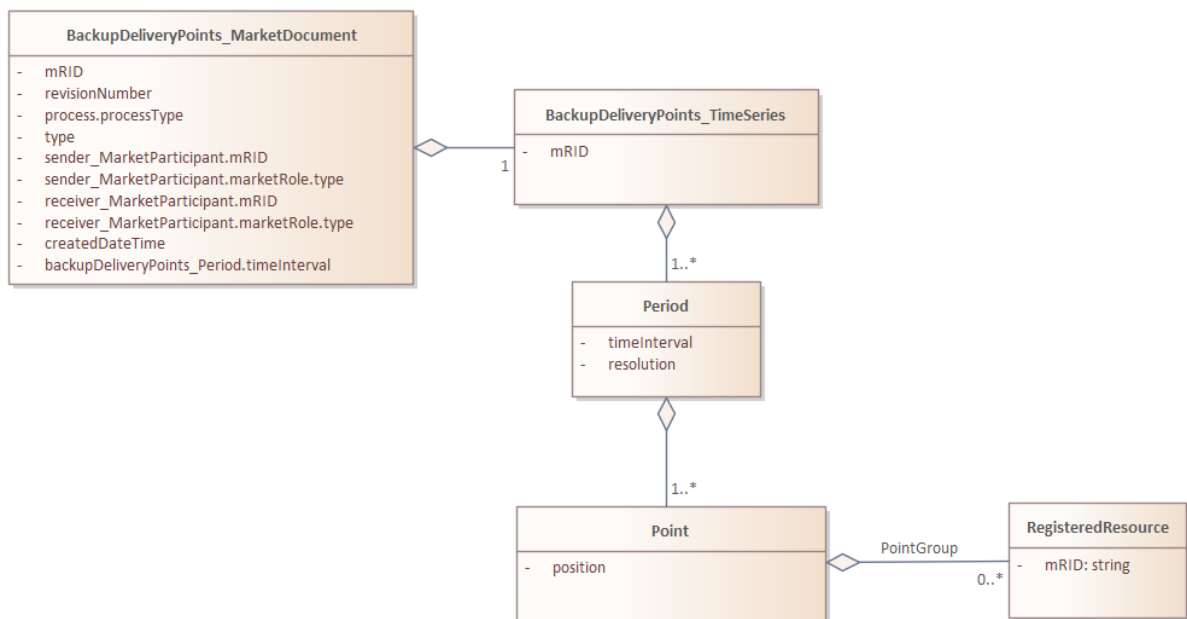 BackupDeliveryPoints_MarketDocument
- mRID
- revisionNumber
- process.processType
- type
- sender_MarketParticipant.mRID
- sender_MarketParticipant.marketRole.type
- receiver_MarketParticipant.mRID
- receiver_MarketParticipant.marketRole.type
- createdDateTime
- backupDeliveryPoints_Period.timeInterval
BackupDeliveryPoints_TimeSeries
- mRID
1
1..*
Period
- timeInterval
- resolution
1..*
Point
- position
PointGroup
0..*
RegisteredResource
- mRID: string